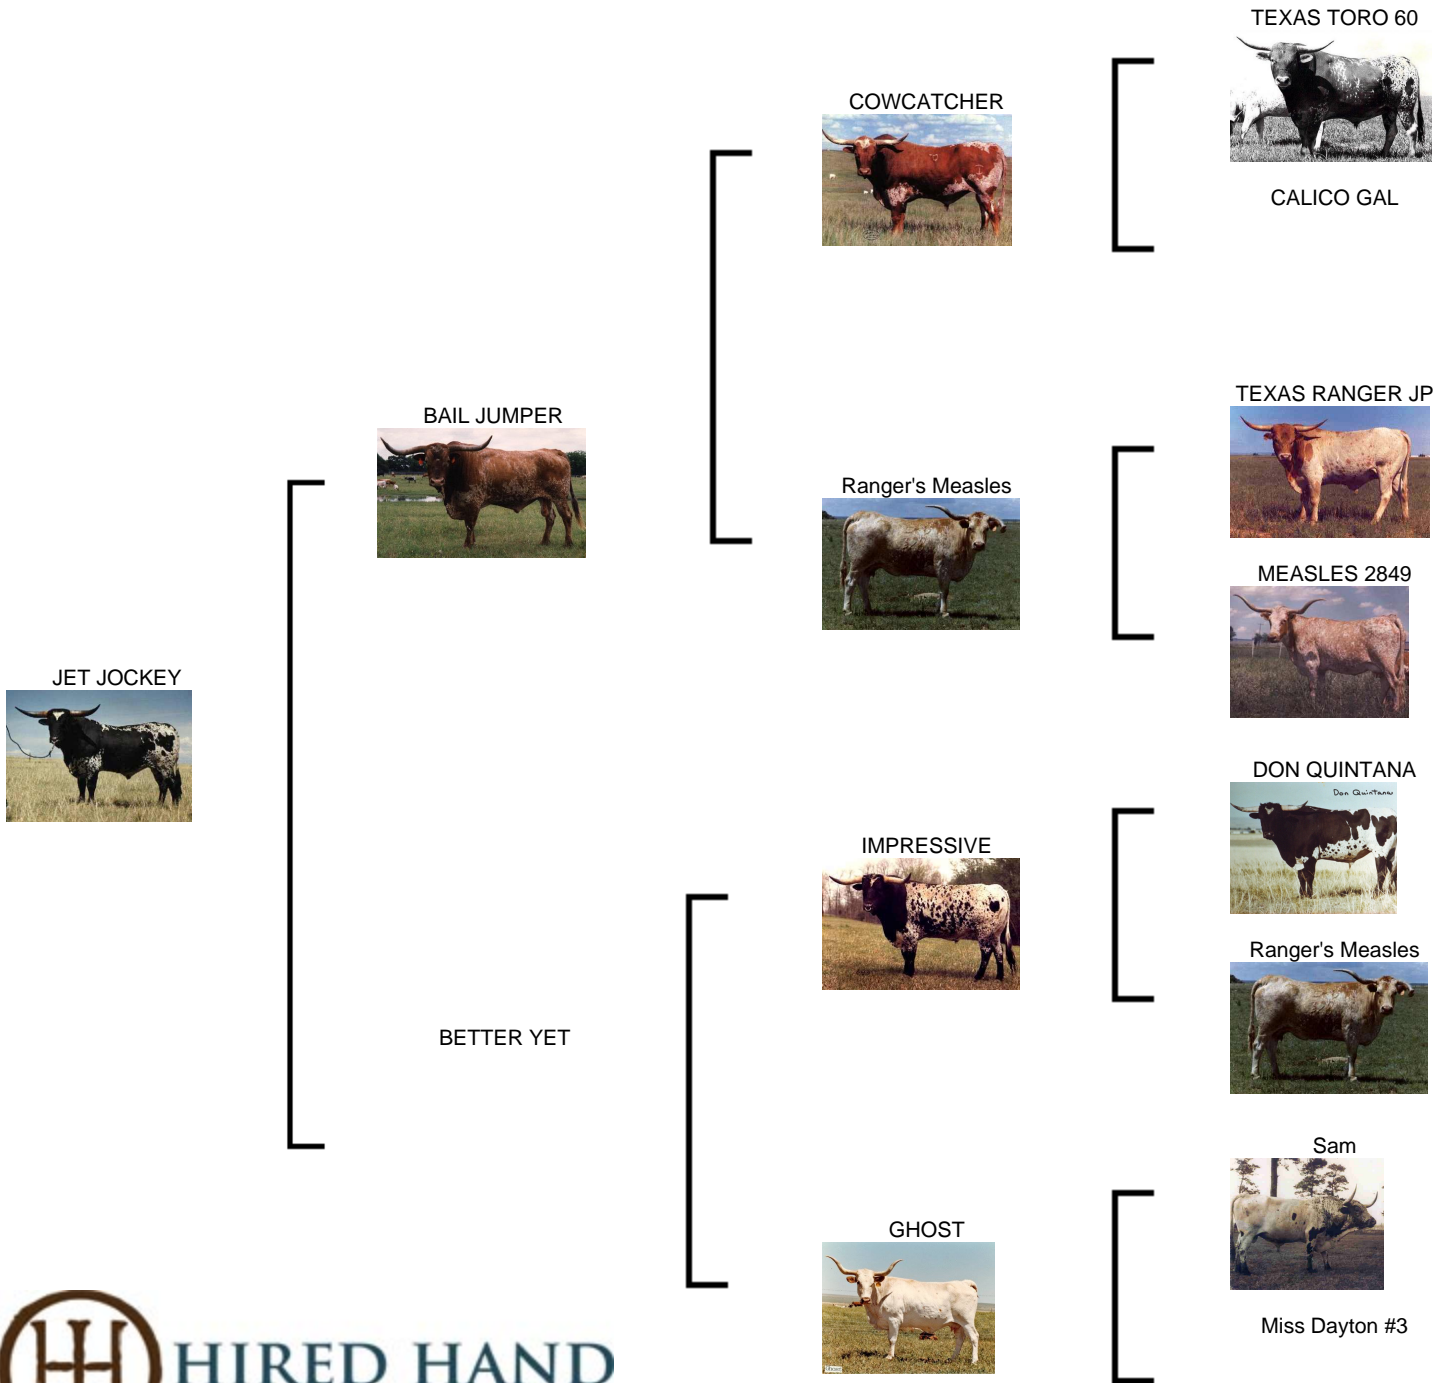 TEXAS TORO 60
COWCATCHER
CALICO GAL
TEXAS RANGER JP
BAIL JUMPER
Ranger's Measles
MEASLES 2849
JET JOCKEY
DON QUINTANA
Don Quintana
IMPRESSIVE
Ranger's Measles
BETTER YET
Sam
GHOST
Miss Dayton #3
HIRED HAND